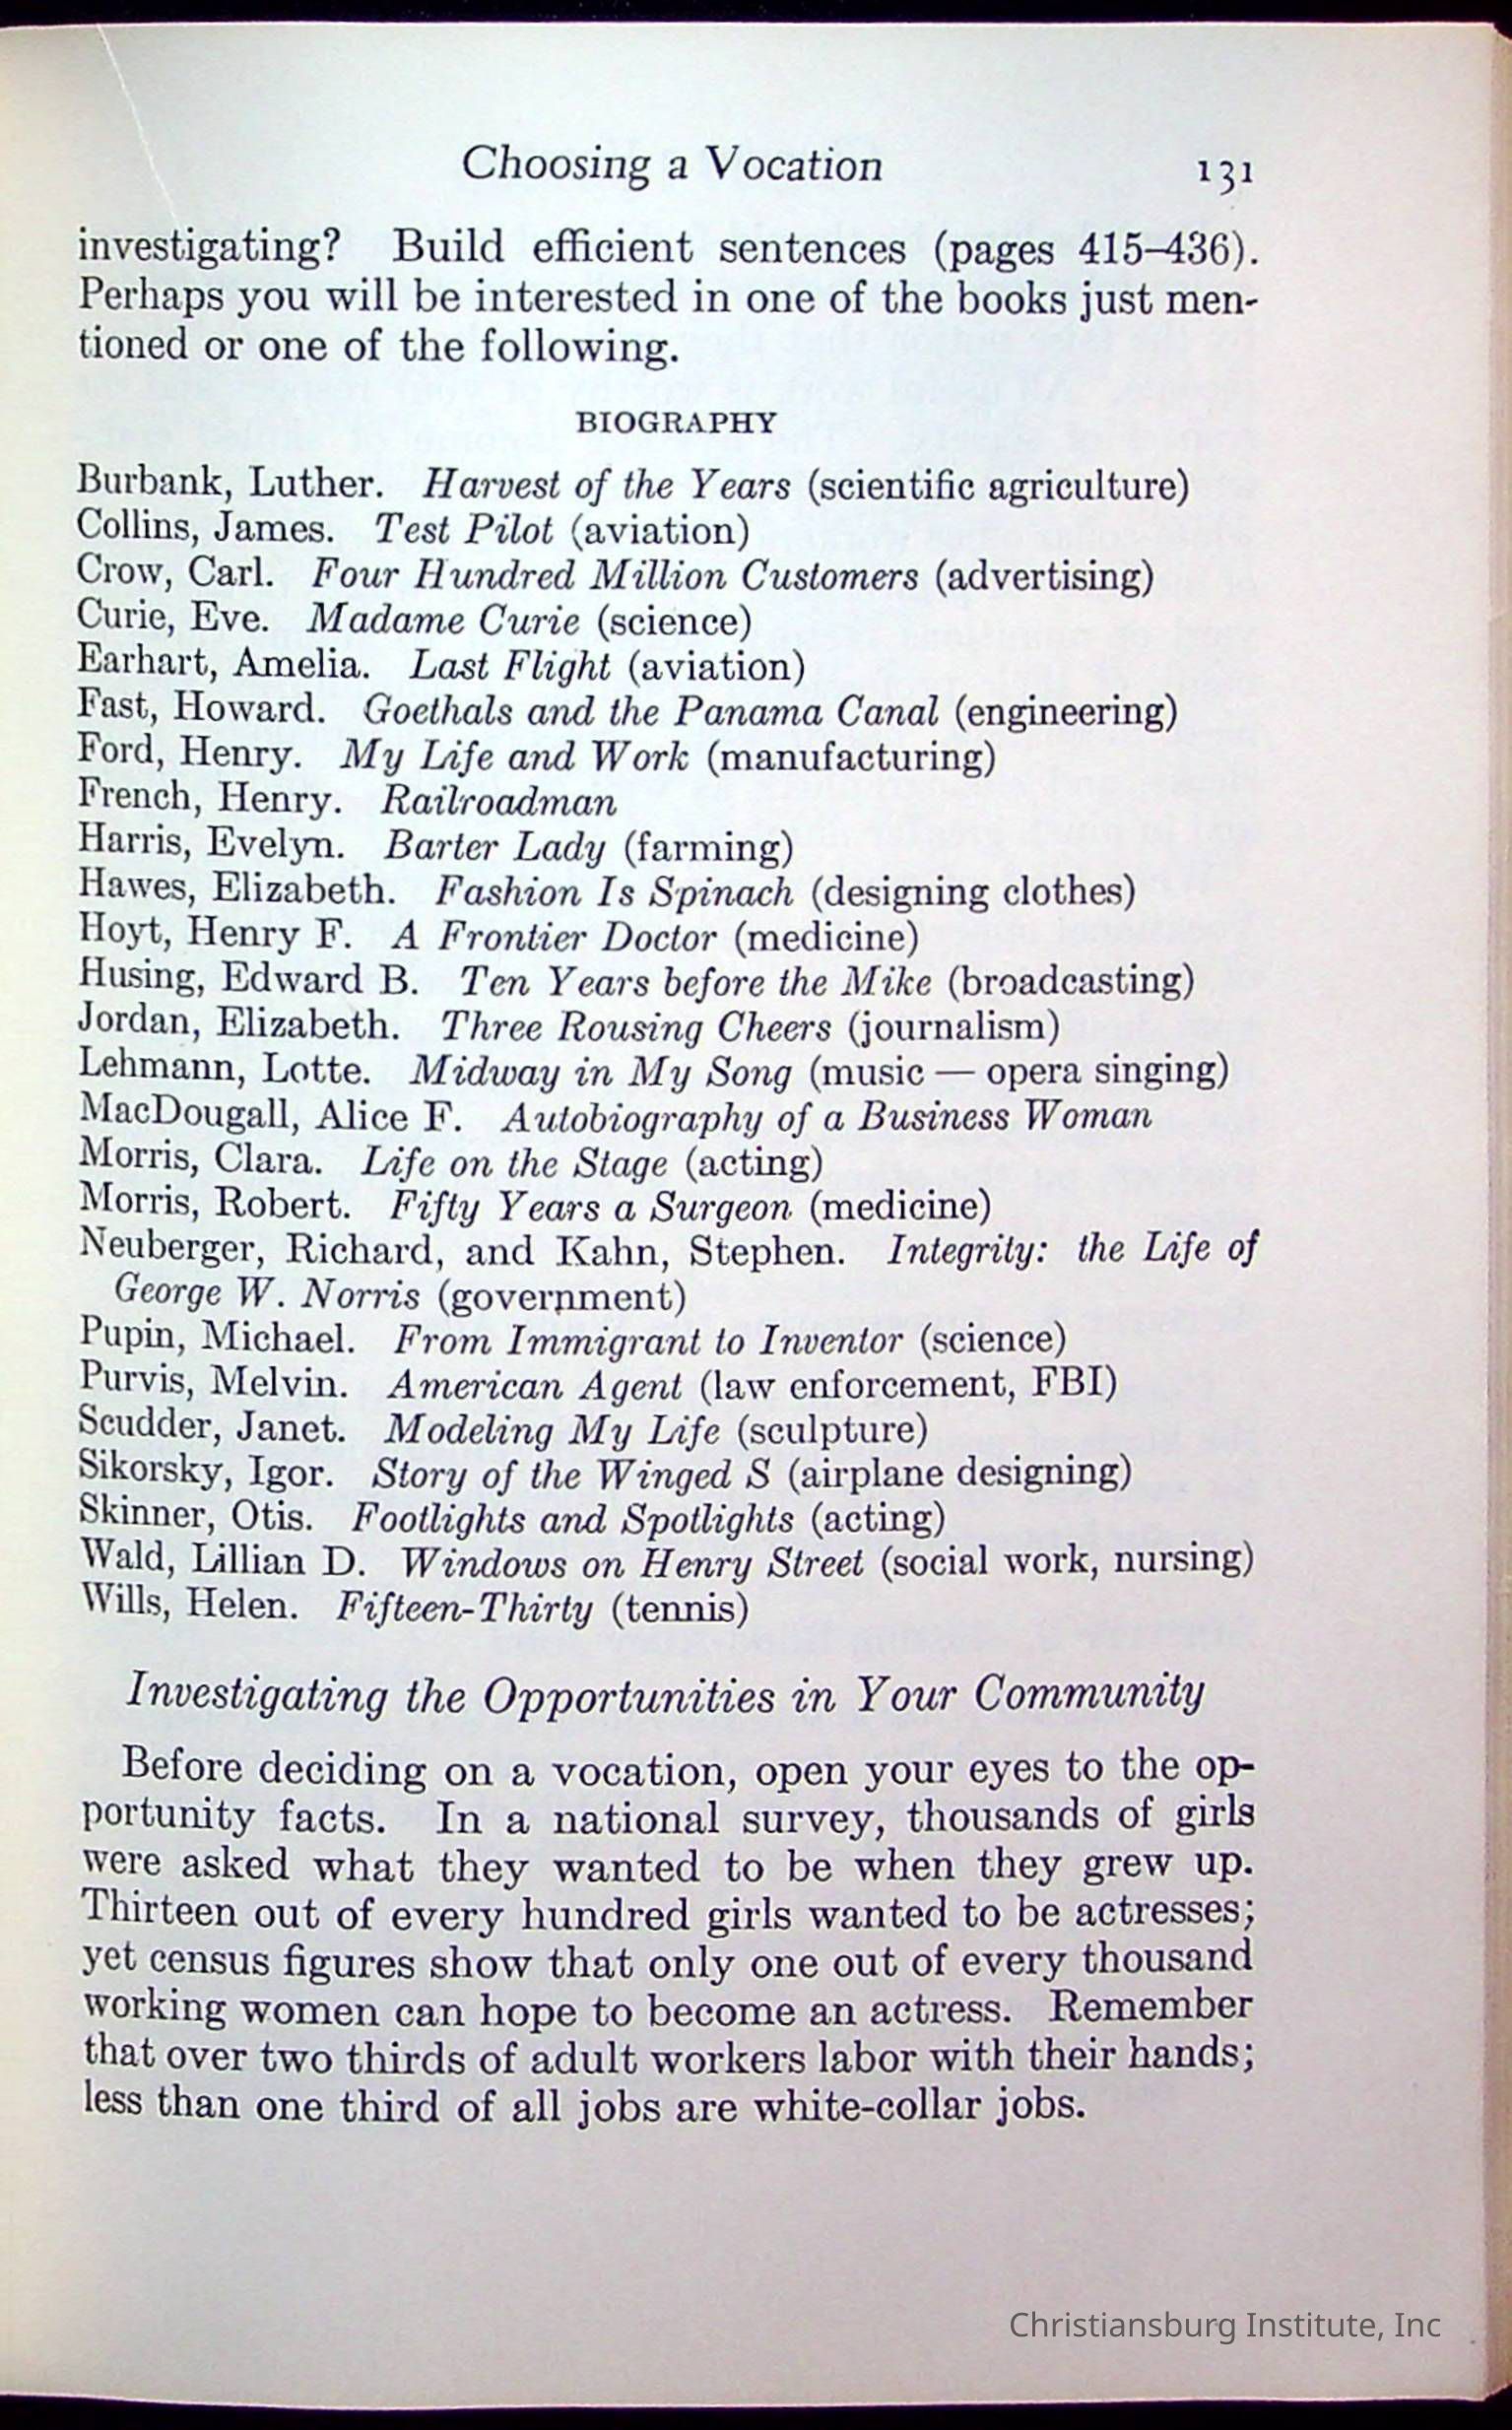 Choosing a Vocation 131
investigating? Build efficient sentences (pages 415–436).
Perhaps you will be interested in one of the books just men-
tioned or one of the following.
BIOGRAPHY
Burbank, Luther. Harvest of the Years (scientific agriculture)
Collins, James. Test Pilot (aviation)
Crow, Carl. Four Hundred Million Customers (advertising)
Curie, Eve. Madame Curie (science)
Earhart, Amelia. Last Flight (aviation)
Fast, Howard. Goethals and the Panama Canal (engineering)
Ford, Henry. My Life and Work (manufacturing)
French, Henry. Railroadman
Harris, Evelyn. Barter Lady (farming)
Hawes, Elizabeth. Fashion Is Spinach (designing clothes)
Hoyt, Henry F. A Frontier Doctor (medicine)
Husing, Edward B. Ten Years before the Mike (broadcasting)
Jordan, Elizabeth. Three Rousing Cheers (journalism)
Lehmann, Lotte. Midway in My Song (music — opera singing)
MacDougall, Alice F. Autobiography of a Business Woman
Morris, Clara. Life on the Stage (acting)
Morris, Robert. Fifty Years a Surgeon (medicine)
Neuberger, Richard, and Kahn, Stephen. Integrity: the Life of
George W. Norris (government)
Pupin, Michael. From Immigrant to Inventor (science)
Purvis, Melvin. American Agent (law enforcement, FBI)
Scudder, Janet. Modeling My Life (sculpture)
Sikorsky, Igor. Story of the Winged S (airplane designing)
Skinner, Otis. Footlights and Spotlights (acting)
Wald, Lillian D. Windows on Henry Street (social work, nursing)
Wills, Helen. Fifteen-Thirty (tennis)
Investigating the Opportunities in Your Community
Before deciding on a vocation, open your eyes to the op-
portunity facts. In a national survey, thousands of girls
were asked what they wanted to be when they grew up.
Thirteen out of every hundred girls wanted to be actresses;
yet census figures show that only one out of every thousand
working women can hope to become an actress. Remember
that over two thirds of adult workers labor with their hands;
less than one third of all jobs are white-collar jobs.
Christiansburg Institute, Inc